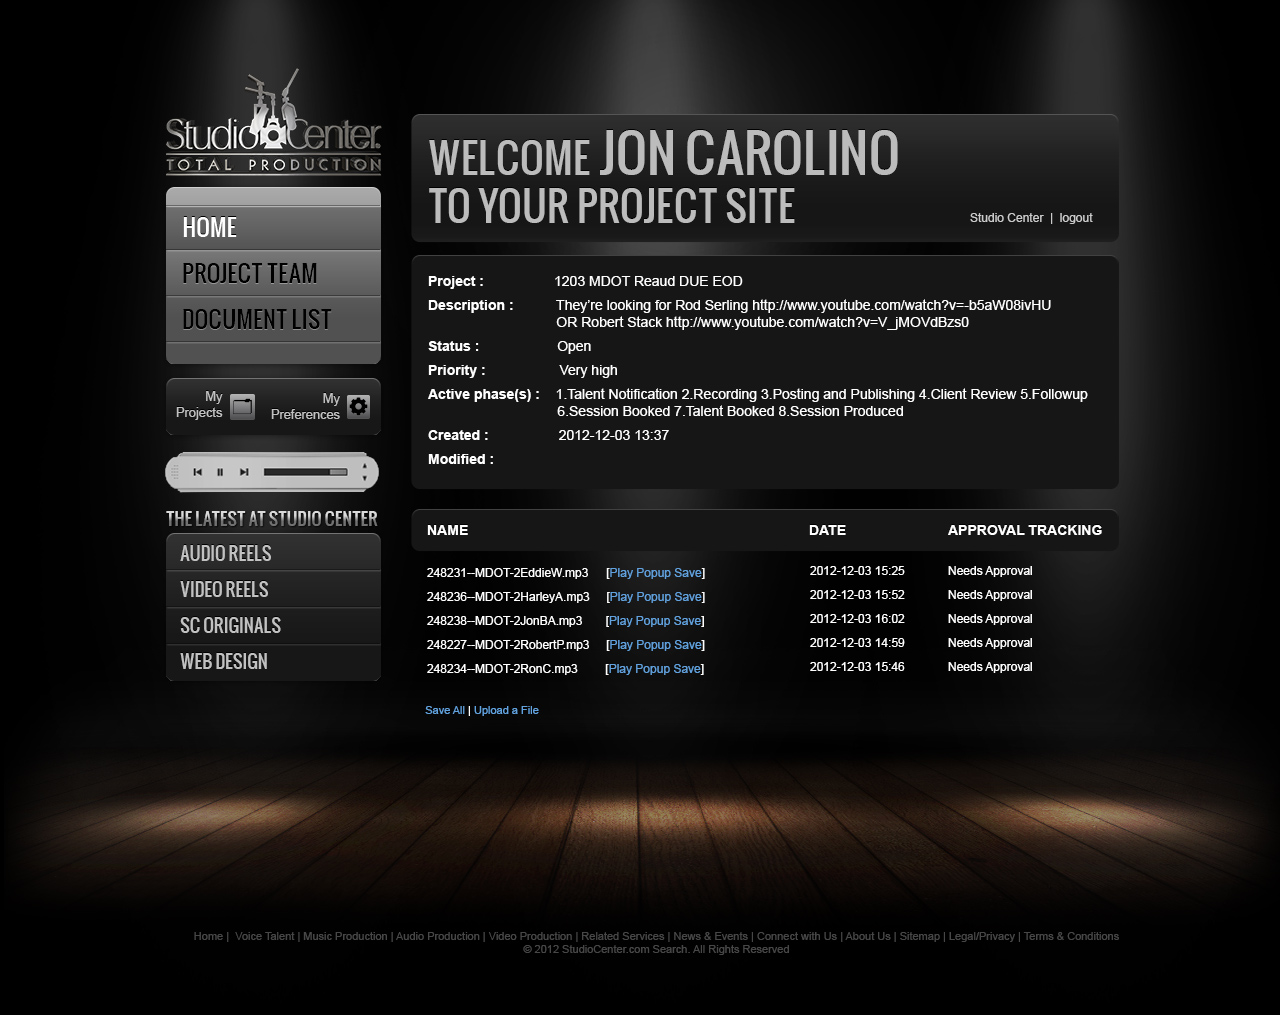 Studio Center.
TOTAL PRODUCTION
HOME
PROJECT TEAM
DOCUMENT LIST
My Projects
My Preferences
THE LATEST AT STUDIO CENTER
AUDIO REELS
VIDEO REELS
SC ORIGINALS
WEB DESIGN
WELCOME JON CAROLINO
TO YOUR PROJECT SITE
Studio Center | logout
Project : 1203 MDOT Reaud DUE EOD
Description : They're looking for Rod Serling http://www.youtube.com/watch?v=-b5aW08ivHU
OR Robert Stack http://www.youtube.com/watch?v=V_jMOVdBzs0
Status : Open
Priority : Very high
Active phase(s) : 1.Talent Notification 2.Recording 3.Posting and Publishing 4.Client Review 5.Followup
6.Session Booked 7.Talent Booked 8.Session Produced
Created : 2012-12-03 13:37
Modified :
NAME DATE APPROVAL TRACKING
248231--MDOT-2EddieW.mp3 [Play Popup Save] 2012-12-03 15:25 Needs Approval
248236--MDOT-2HarleyA.mp3 [Play Popup Save] 2012-12-03 15:52 Needs Approval
248238--MDOT-2JonBA.mp3 [Play Popup Save] 2012-12-03 16:02 Needs Approval
248227--MDOT-2RobertP.mp3 [Play Popup Save] 2012-12-03 14:59 Needs Approval
248234--MDOT-2RonC.mp3 [Play Popup Save] 2012-12-03 15:46 Needs Approval
Save All | Upload a File
Home | Voice Talent | Music Production | Audio Production | Video Production | Related Services | News & Events | Connect with Us | About Us | Sitemap | Legal/Privacy | Terms & Conditions
© 2012 StudioCenter.com Search. All Rights Reserved